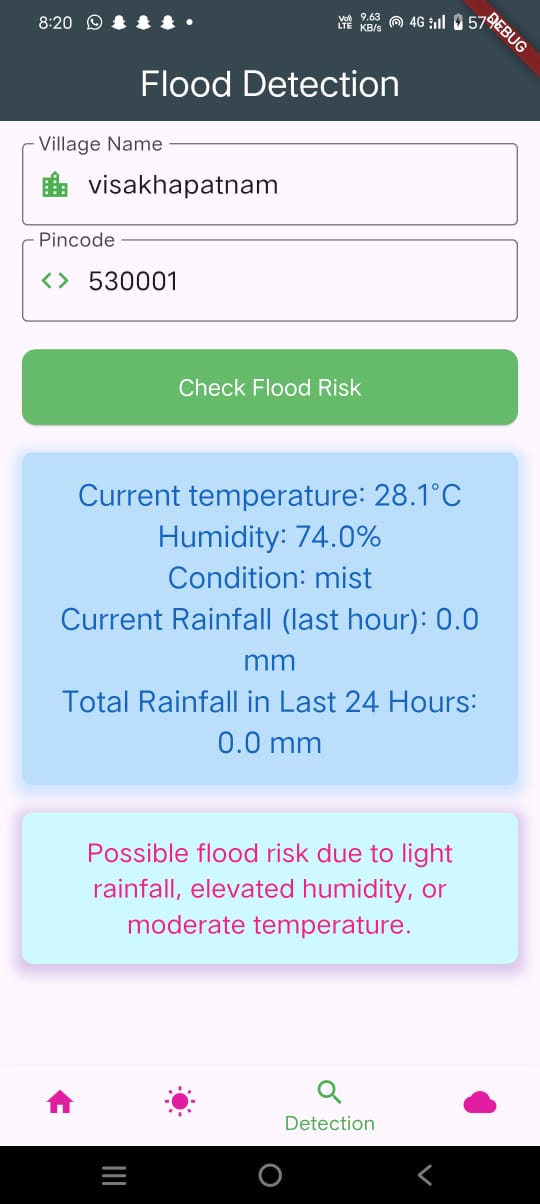 8:20 VoD LTE 9.63 KB/s 4G 57%
DEBUG
Flood Detection
Village Name
visakhapatnam
Pincode
530001
Check Flood Risk
Current temperature: 28.1°C
Humidity: 74.0%
Condition: mist
Current Rainfall (last hour): 0.0
mm
Total Rainfall in Last 24 Hours:
0.0 mm
Possible flood risk due to light
rainfall, elevated humidity, or
moderate temperature.
Detection